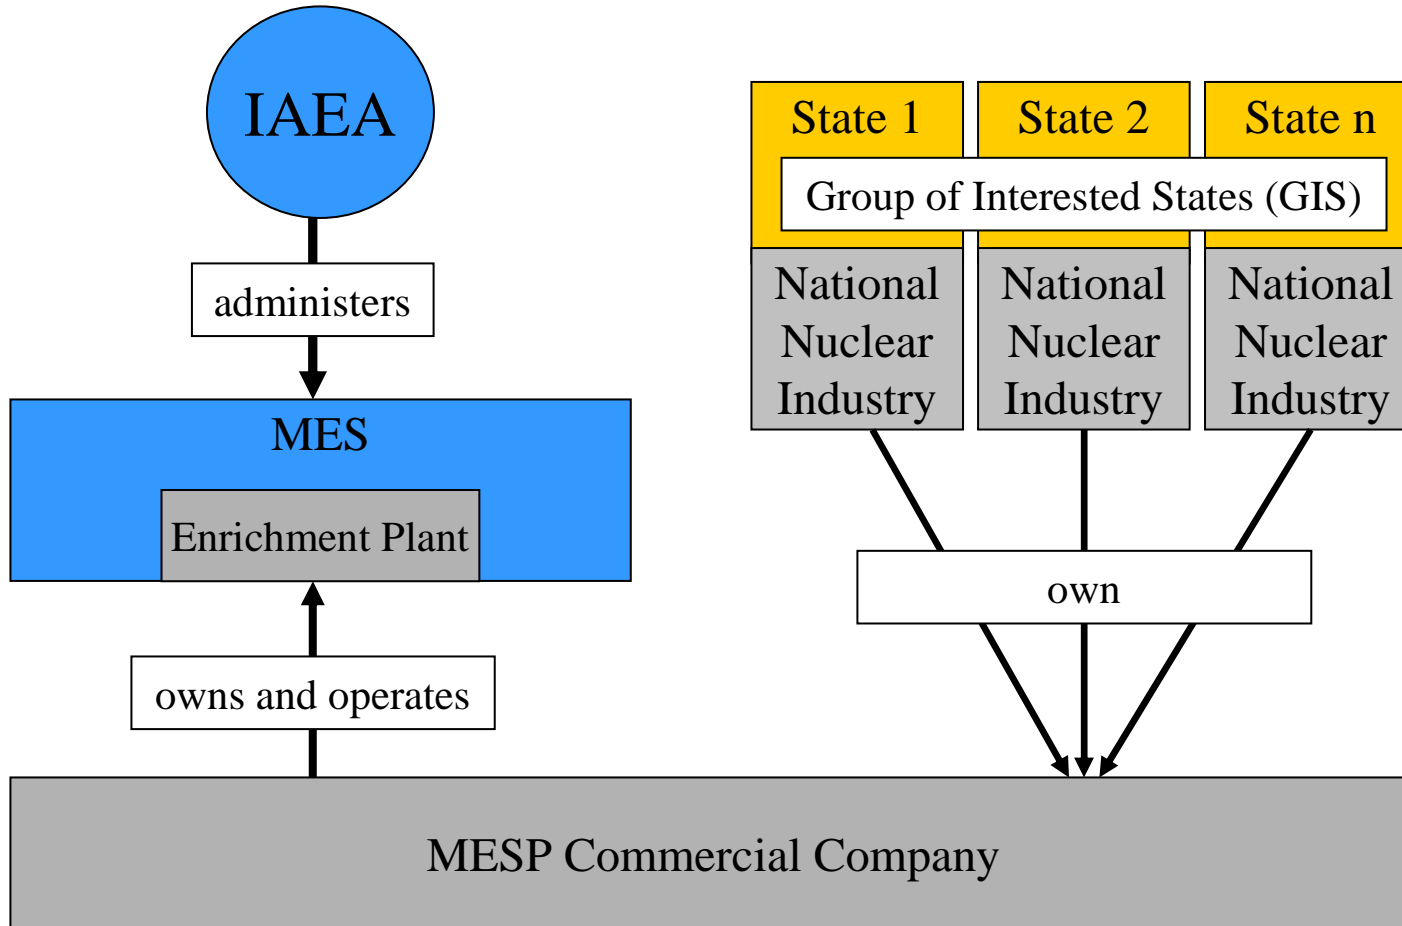 IAEA
administers
MES
Enrichment Plant
owns and operates
State 1
State 2
State n
Group of Interested States (GIS)
National
Nuclear
Industry
National
Nuclear
Industry
National
Nuclear
Industry
own
MESP Commercial Company